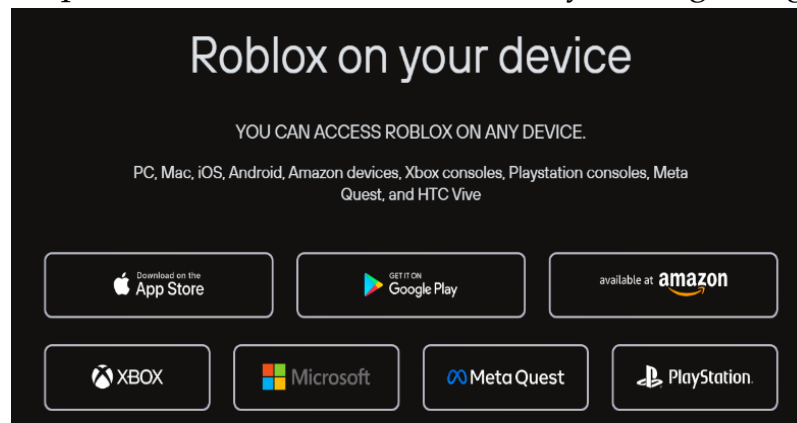 Roblox on your device
YOU CAN ACCESS ROBLOX ON ANY DEVICE.
PC, Mac, iOS, Android, Amazon devices, Xbox consoles, Playstation consoles, Meta
Quest, and HTC Vive
Download on the
App Store
GET IT ON
Google Play
available at amazon
XBOX
Microsoft
Meta Quest
PlayStation.